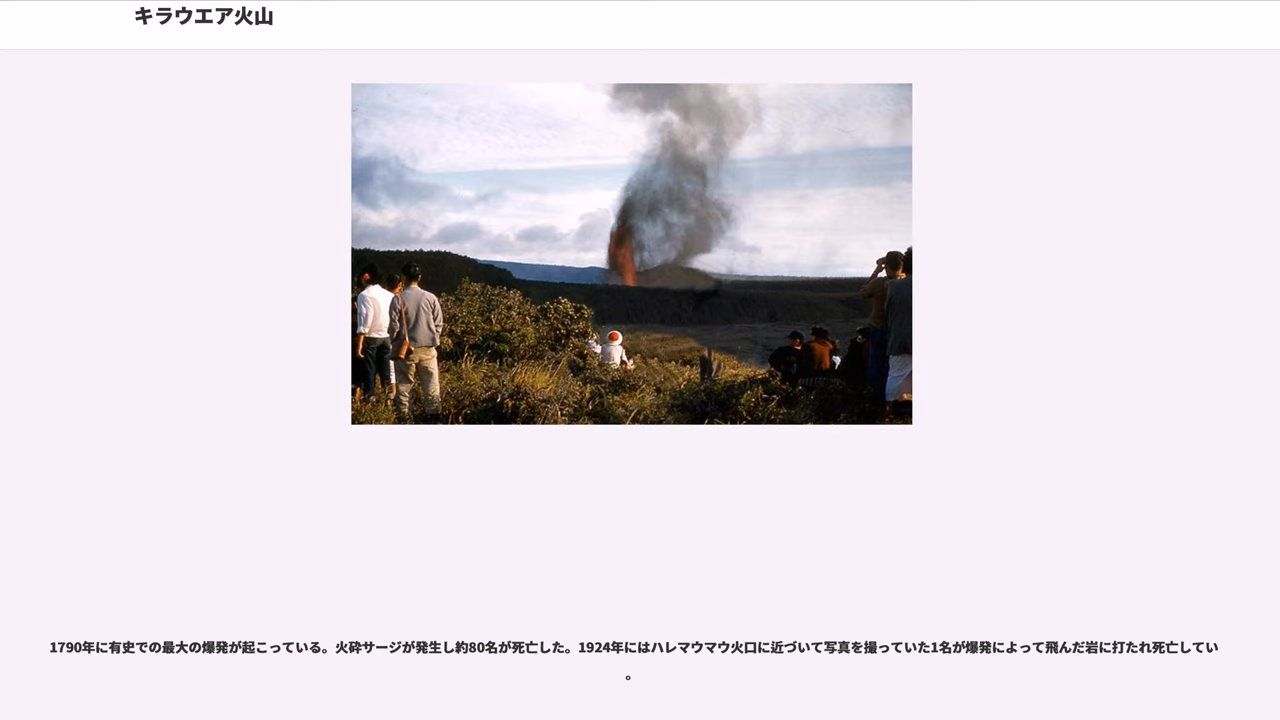 キラウエア火山
1790年に有史での最大の爆発が起こっている。火砕サージが発生し約80名が死亡した。1924年にはハレマウマウ火口に近づいて写真を撮っていた1名が爆発によって飛んだ岩に打たれ死亡してい
。